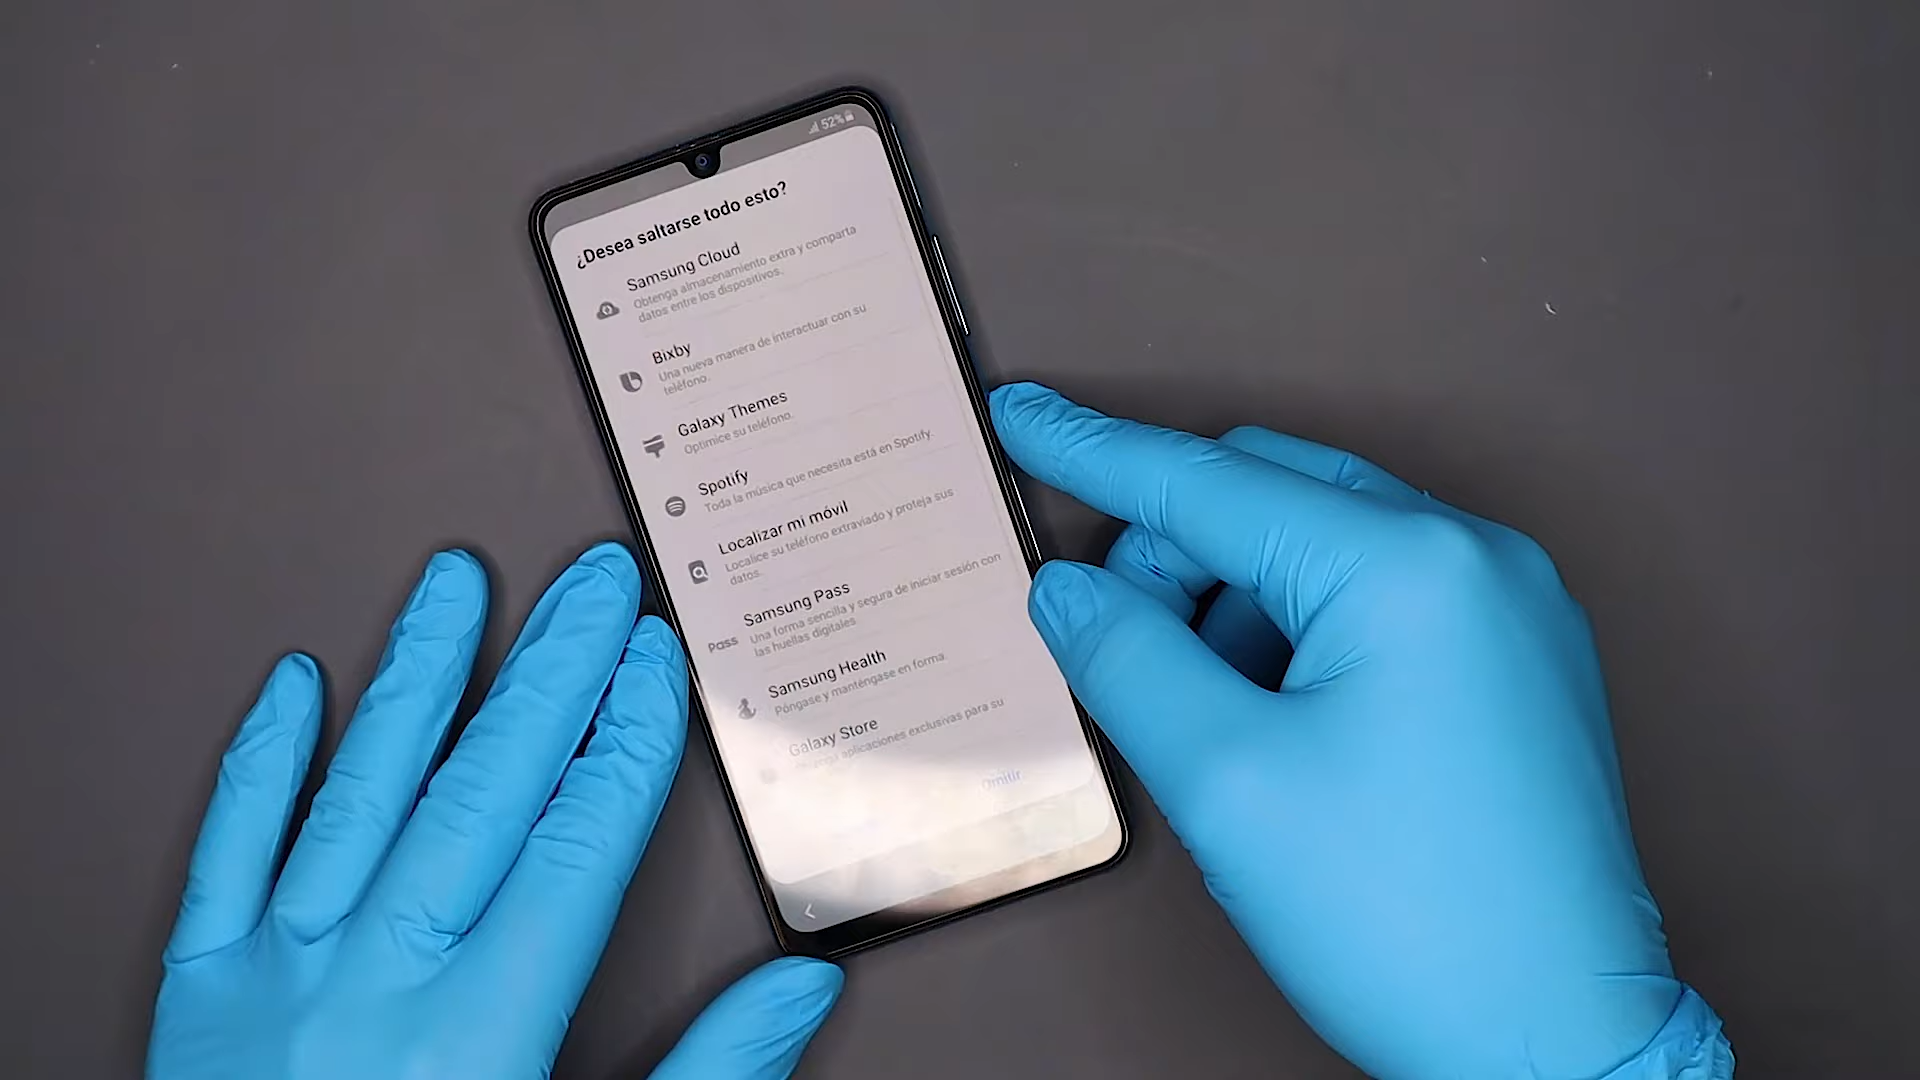 52%
¿Desea saltarse todo esto?
Samsung Cloud
Obtenga almacenamiento extra y comparta
datos entre los dispositivos.
Bixby
Una nueva manera de interactuar con su
teléfono.
Galaxy Themes
Optimice su teléfono.
Spotify
Toda la música que necesita está en Spotify.
Localizar mi móvil
Localice su teléfono extraviado y proteja sus
datos.
Pass
Samsung Pass
Una forma sencilla y segura de iniciar sesión con
las huellas digitales
Samsung Health
Póngase y manténgase en forma.
Galaxy Store
aplicaciones exclusivas para su
Omitir